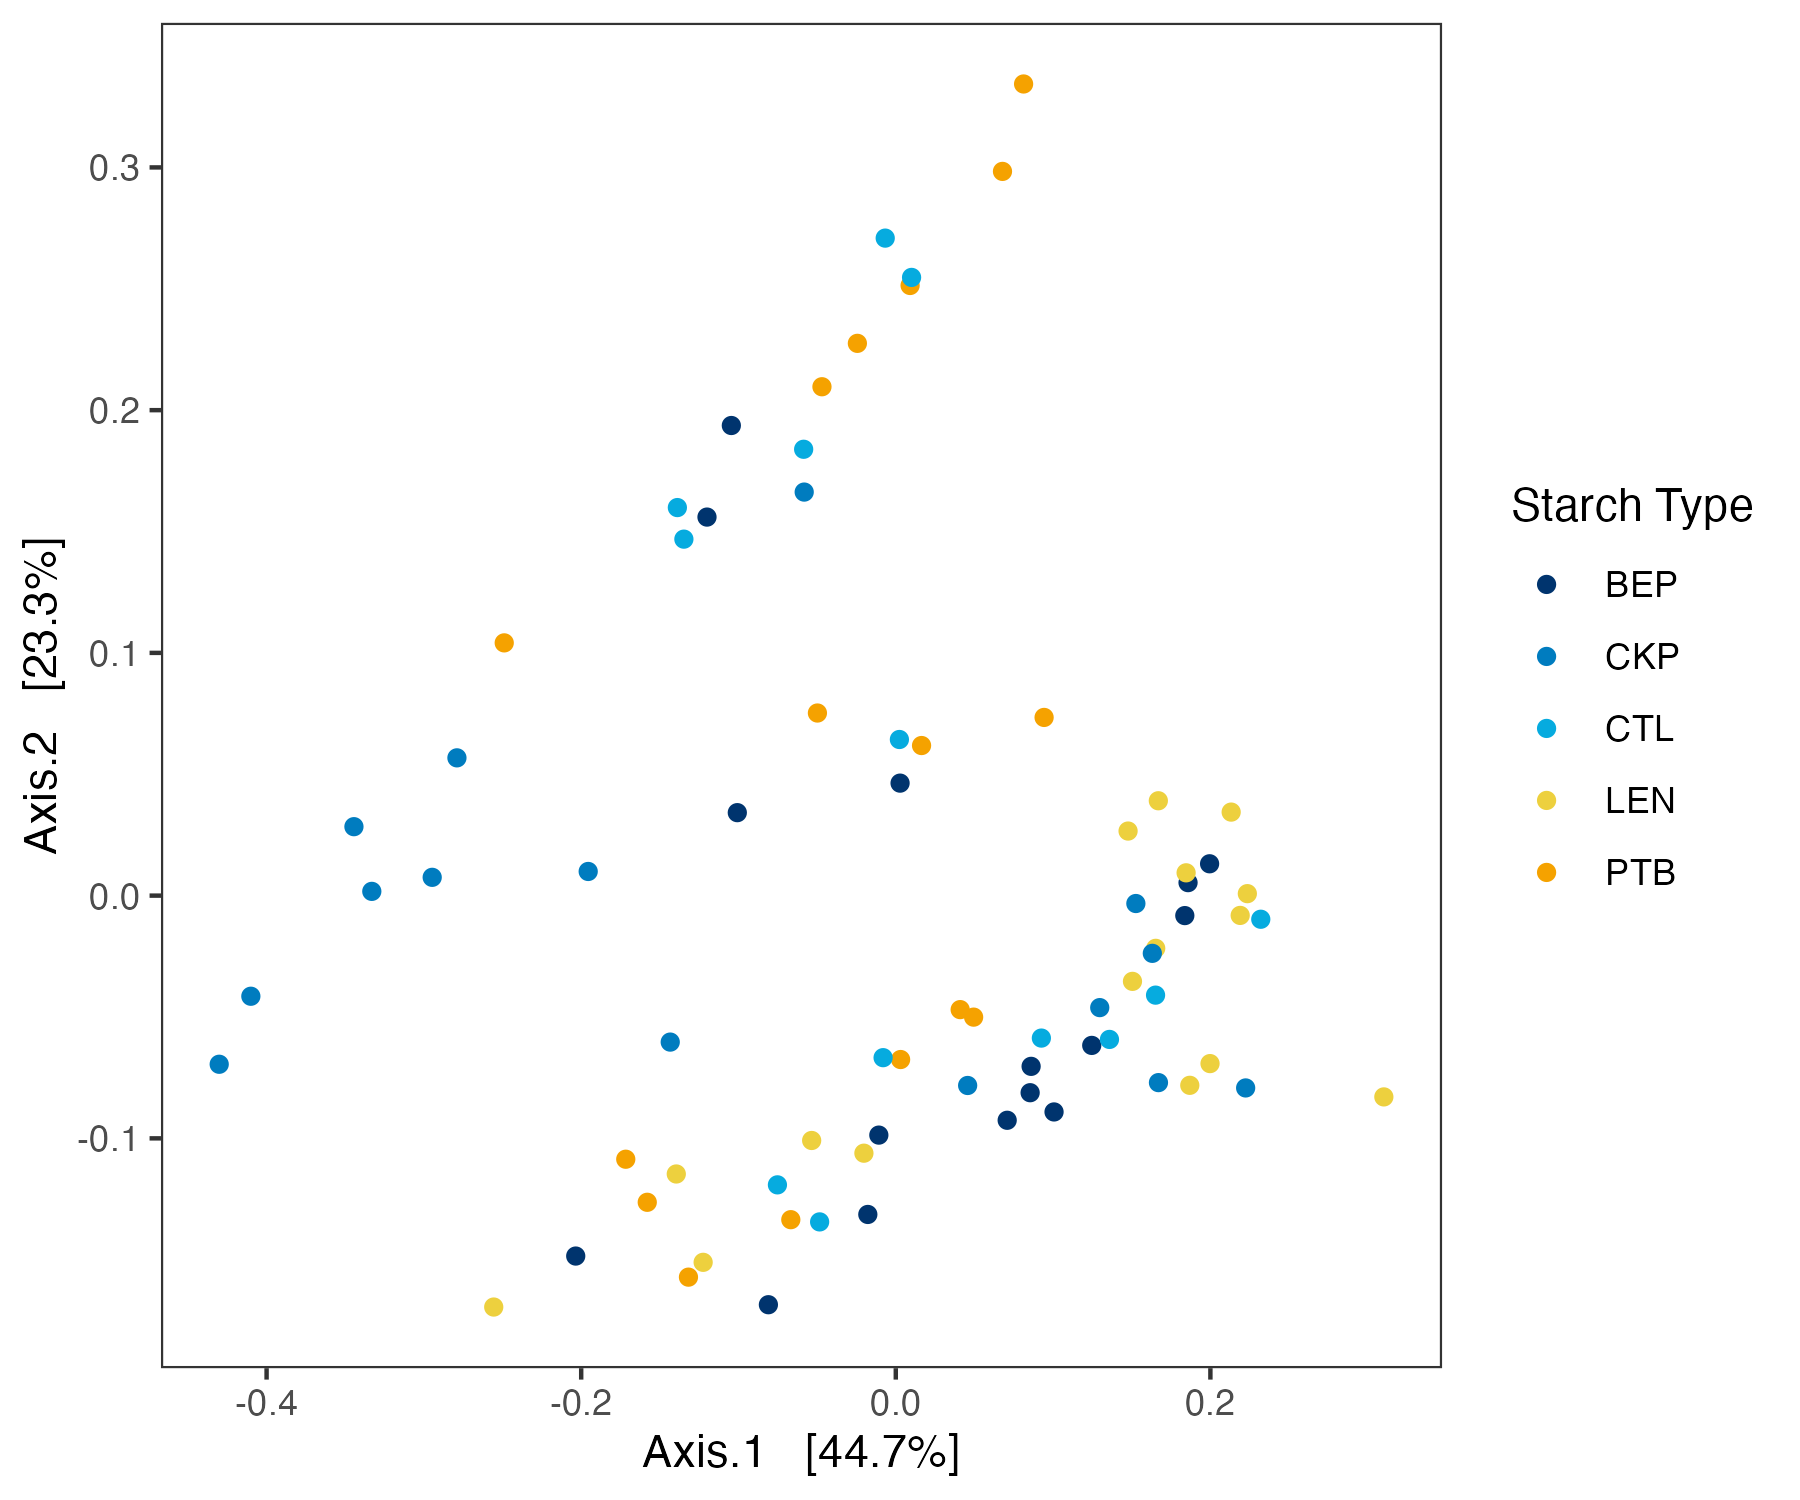 0.3
0.2
0.1
0.0
-0.1
Axis.2 [23.3%]
-0.4 -0.2 0.0 0.2
Axis.1 [44.7%]
Starch Type
BEP
CKP
CTL
LEN
PTB